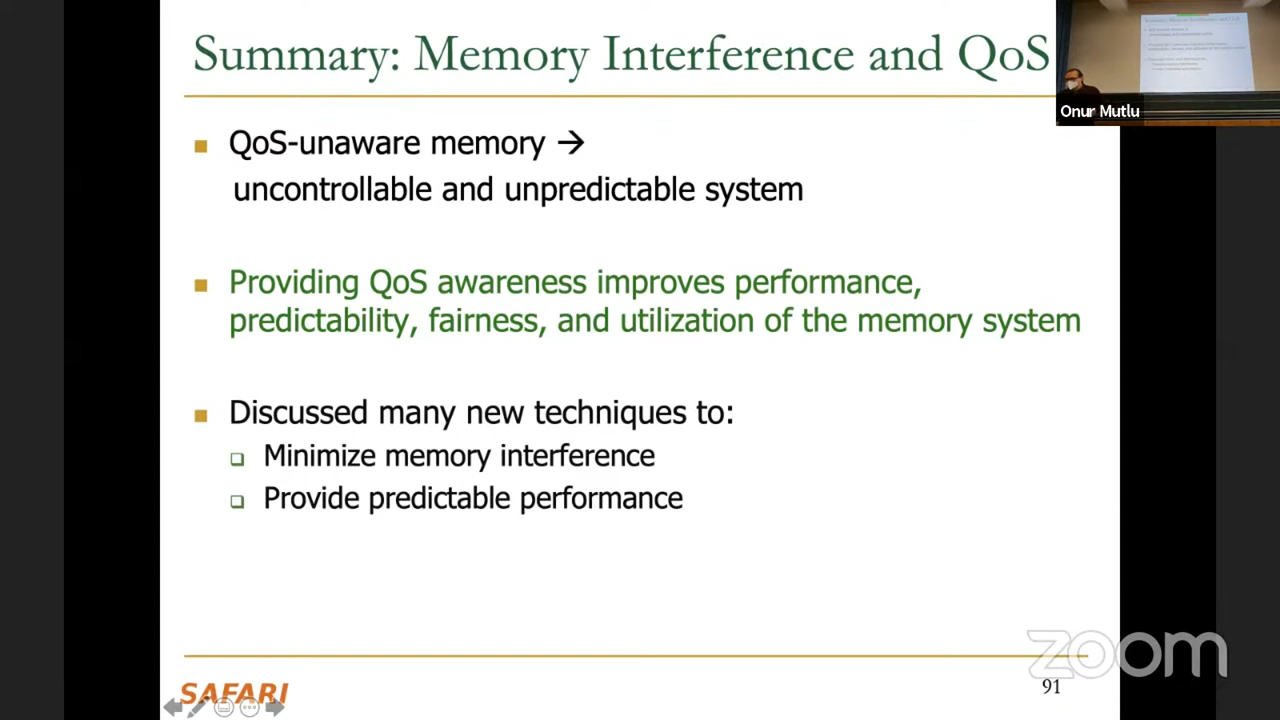 Summary: Memory Interference and QoS
Onur Mutlu
QoS-unaware memory →
uncontrollable and unpredictable system
Providing QoS awareness improves performance,
predictability, fairness, and utilization of the memory system
Discussed many new techniques to:
Minimize memory interference
Provide predictable performance
zoom
SAFARI
91